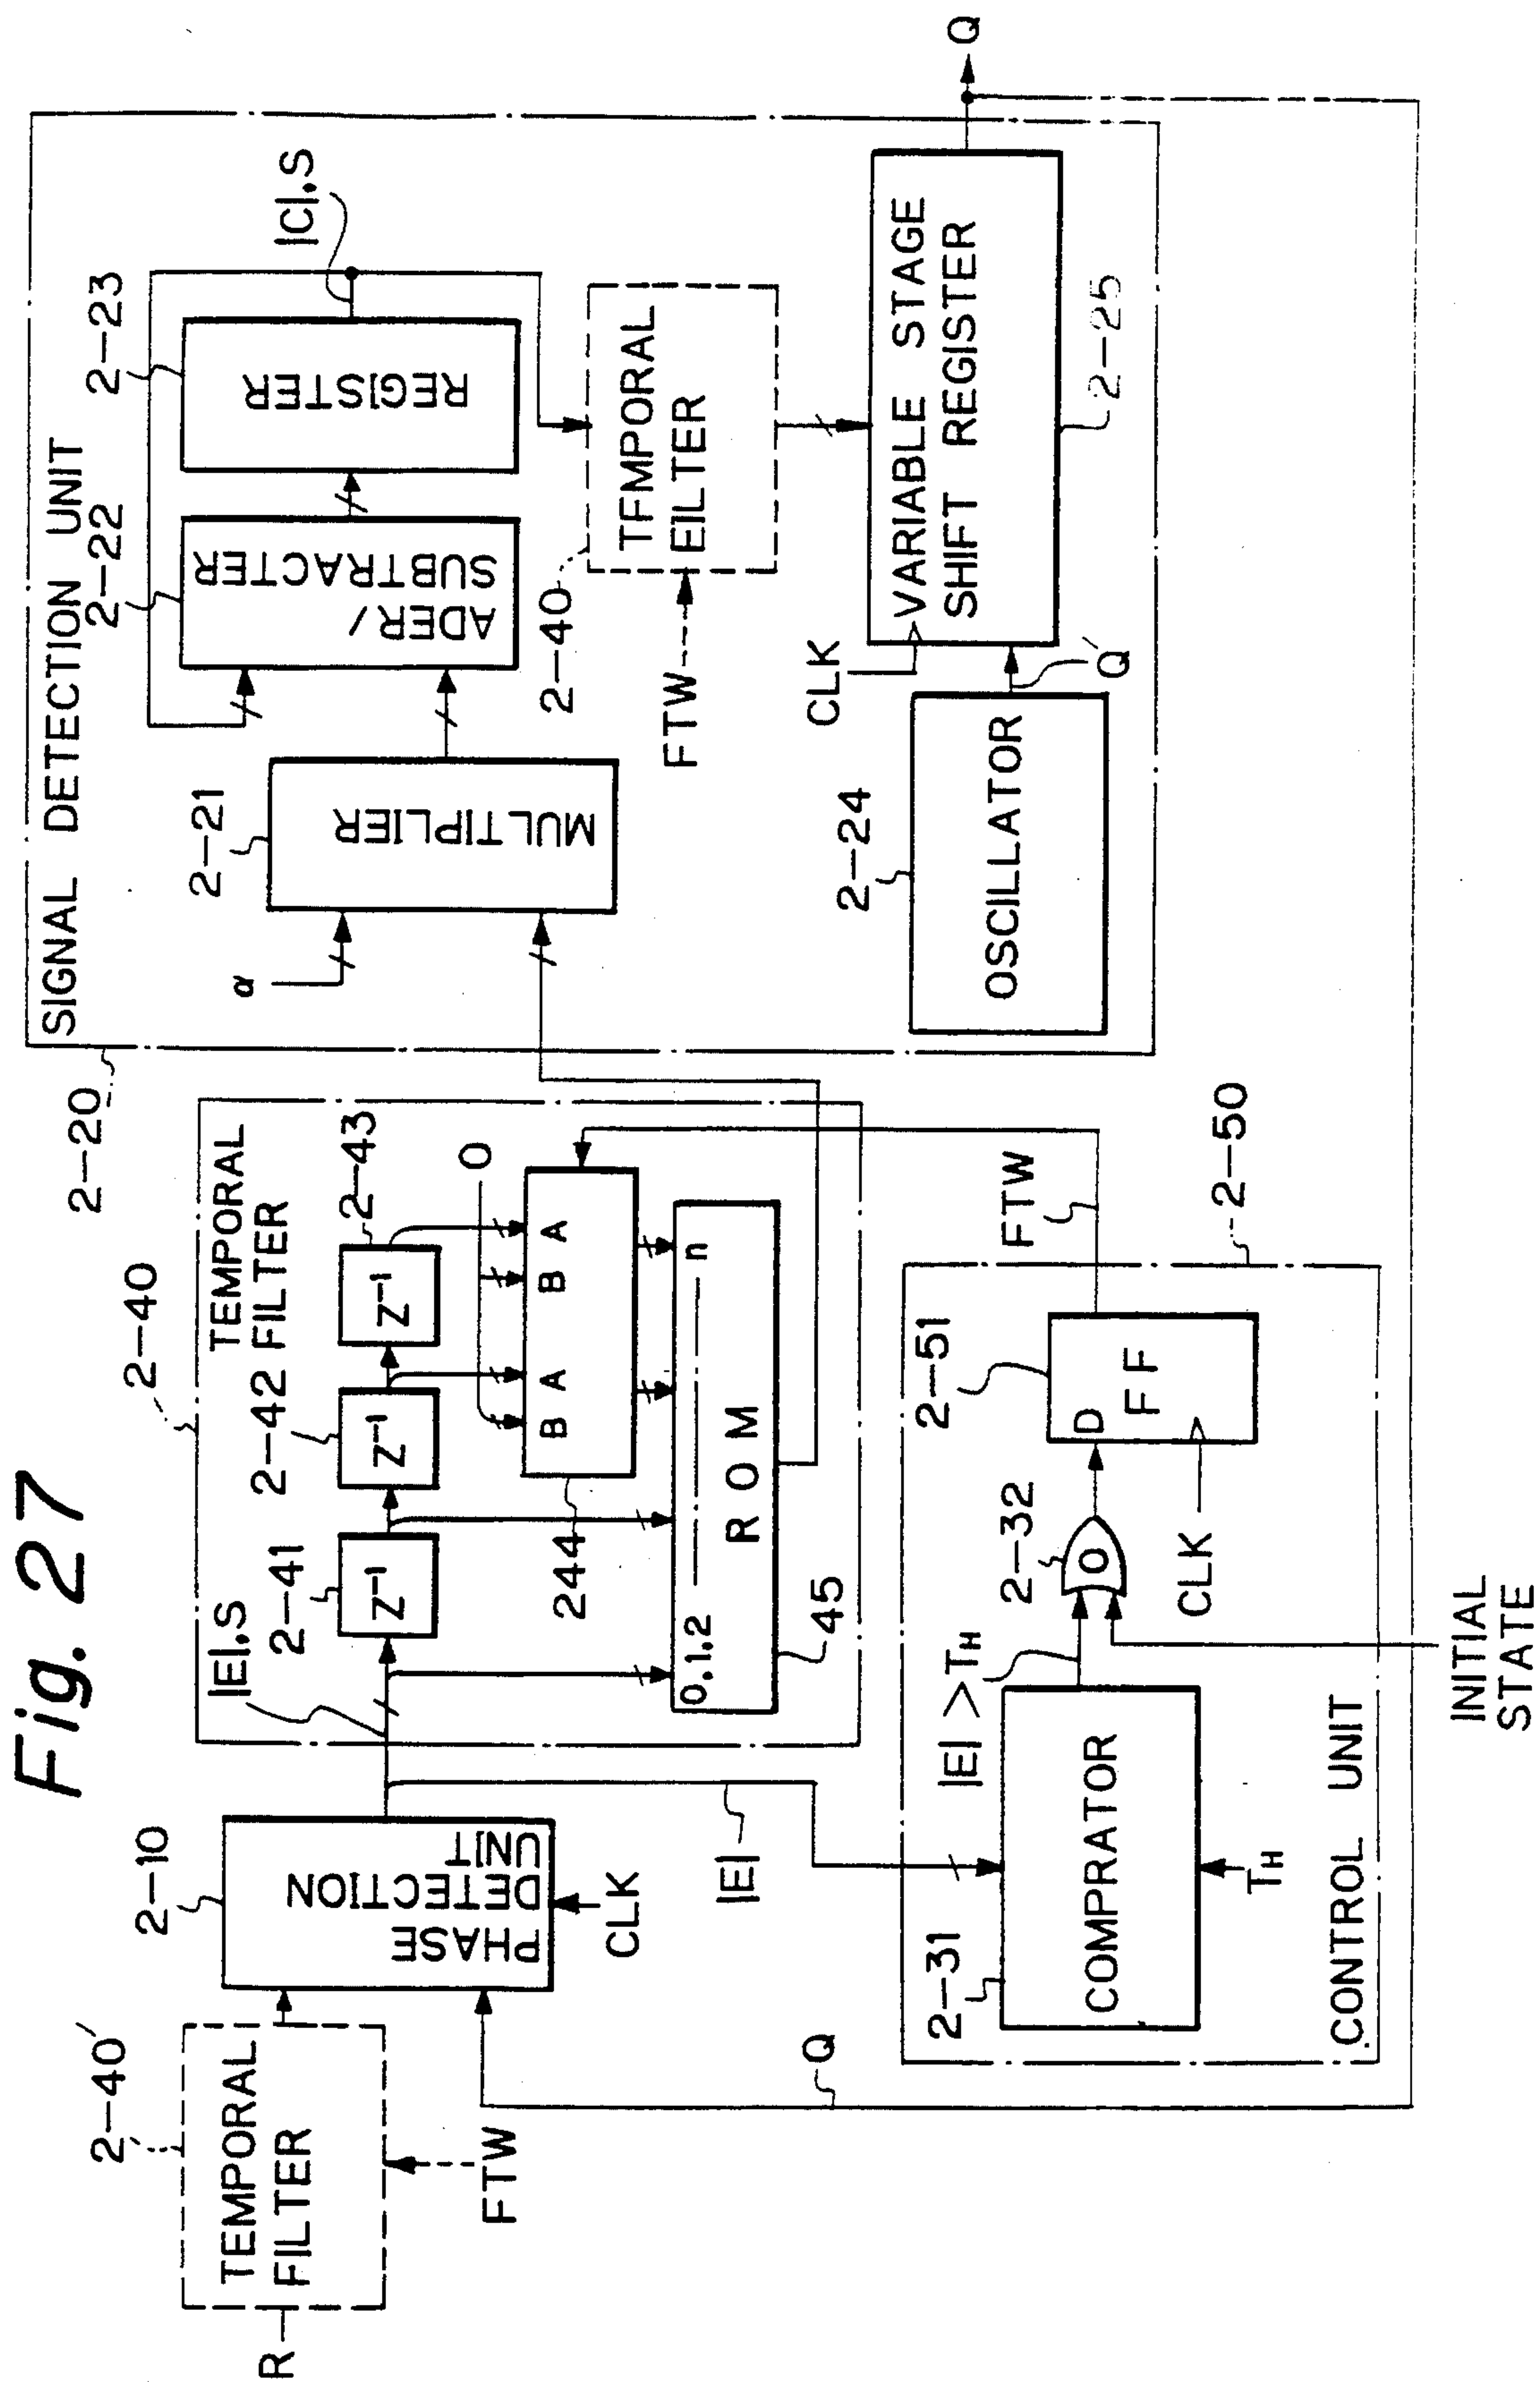 Fig. 27
R
2-40'
TEMPORAL
FILTER
FTW
2-10
PHASE
DETECTION
UNIT
CLK
|E|
Q
|E|,S
2-40
TEMPORAL
FILTER
2-41
Z⁻¹
2-42
Z⁻¹
2-43
Z⁻¹
O
B A B A
244
0,1,2 n
ROM
45
2-20
SIGNAL DETECTION UNIT
α
2-21
MULTIPLIER
2-22
ADER/
SUBTRACTER
2-23
REGISTER
|C|,S
2-40
TFMPORAL
EILTER
FTW
2-24
OSCILLATOR
Q'
CLK
VARIABLE STAGE
SHIFT REGISTER
2-25
Q
2-50
CONTROL UNIT
2-31
COMPRATOR
TH
|E|>TH
2-32
O
INITIAL
STATE
2-51
D
FF
CLK
FTW